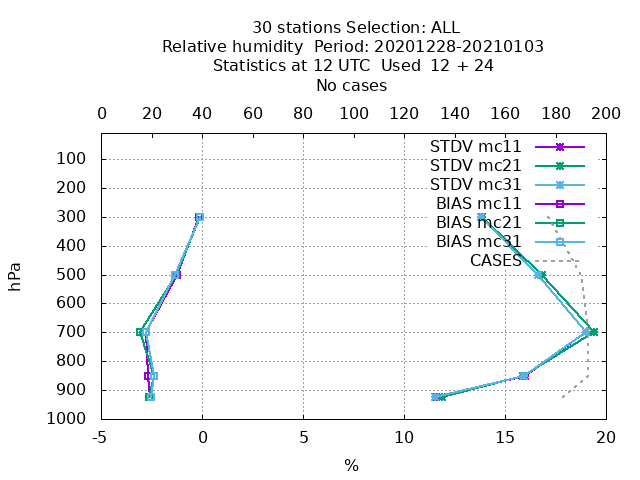 30 stations Selection: ALL
Relative humidity  Period: 20201228-20210103
Statistics at 12 UTC  Used  12 + 24
No cases
0 20 40 60 80 100 120 140 160 180 200
STDV mc11
STDV mc21
STDV mc31
BIAS mc11
BIAS mc21
BIAS mc31
CASES
100
200
300
400
500
600
700
800
900
1000
hPa
-5 0 5 10 15 20
%